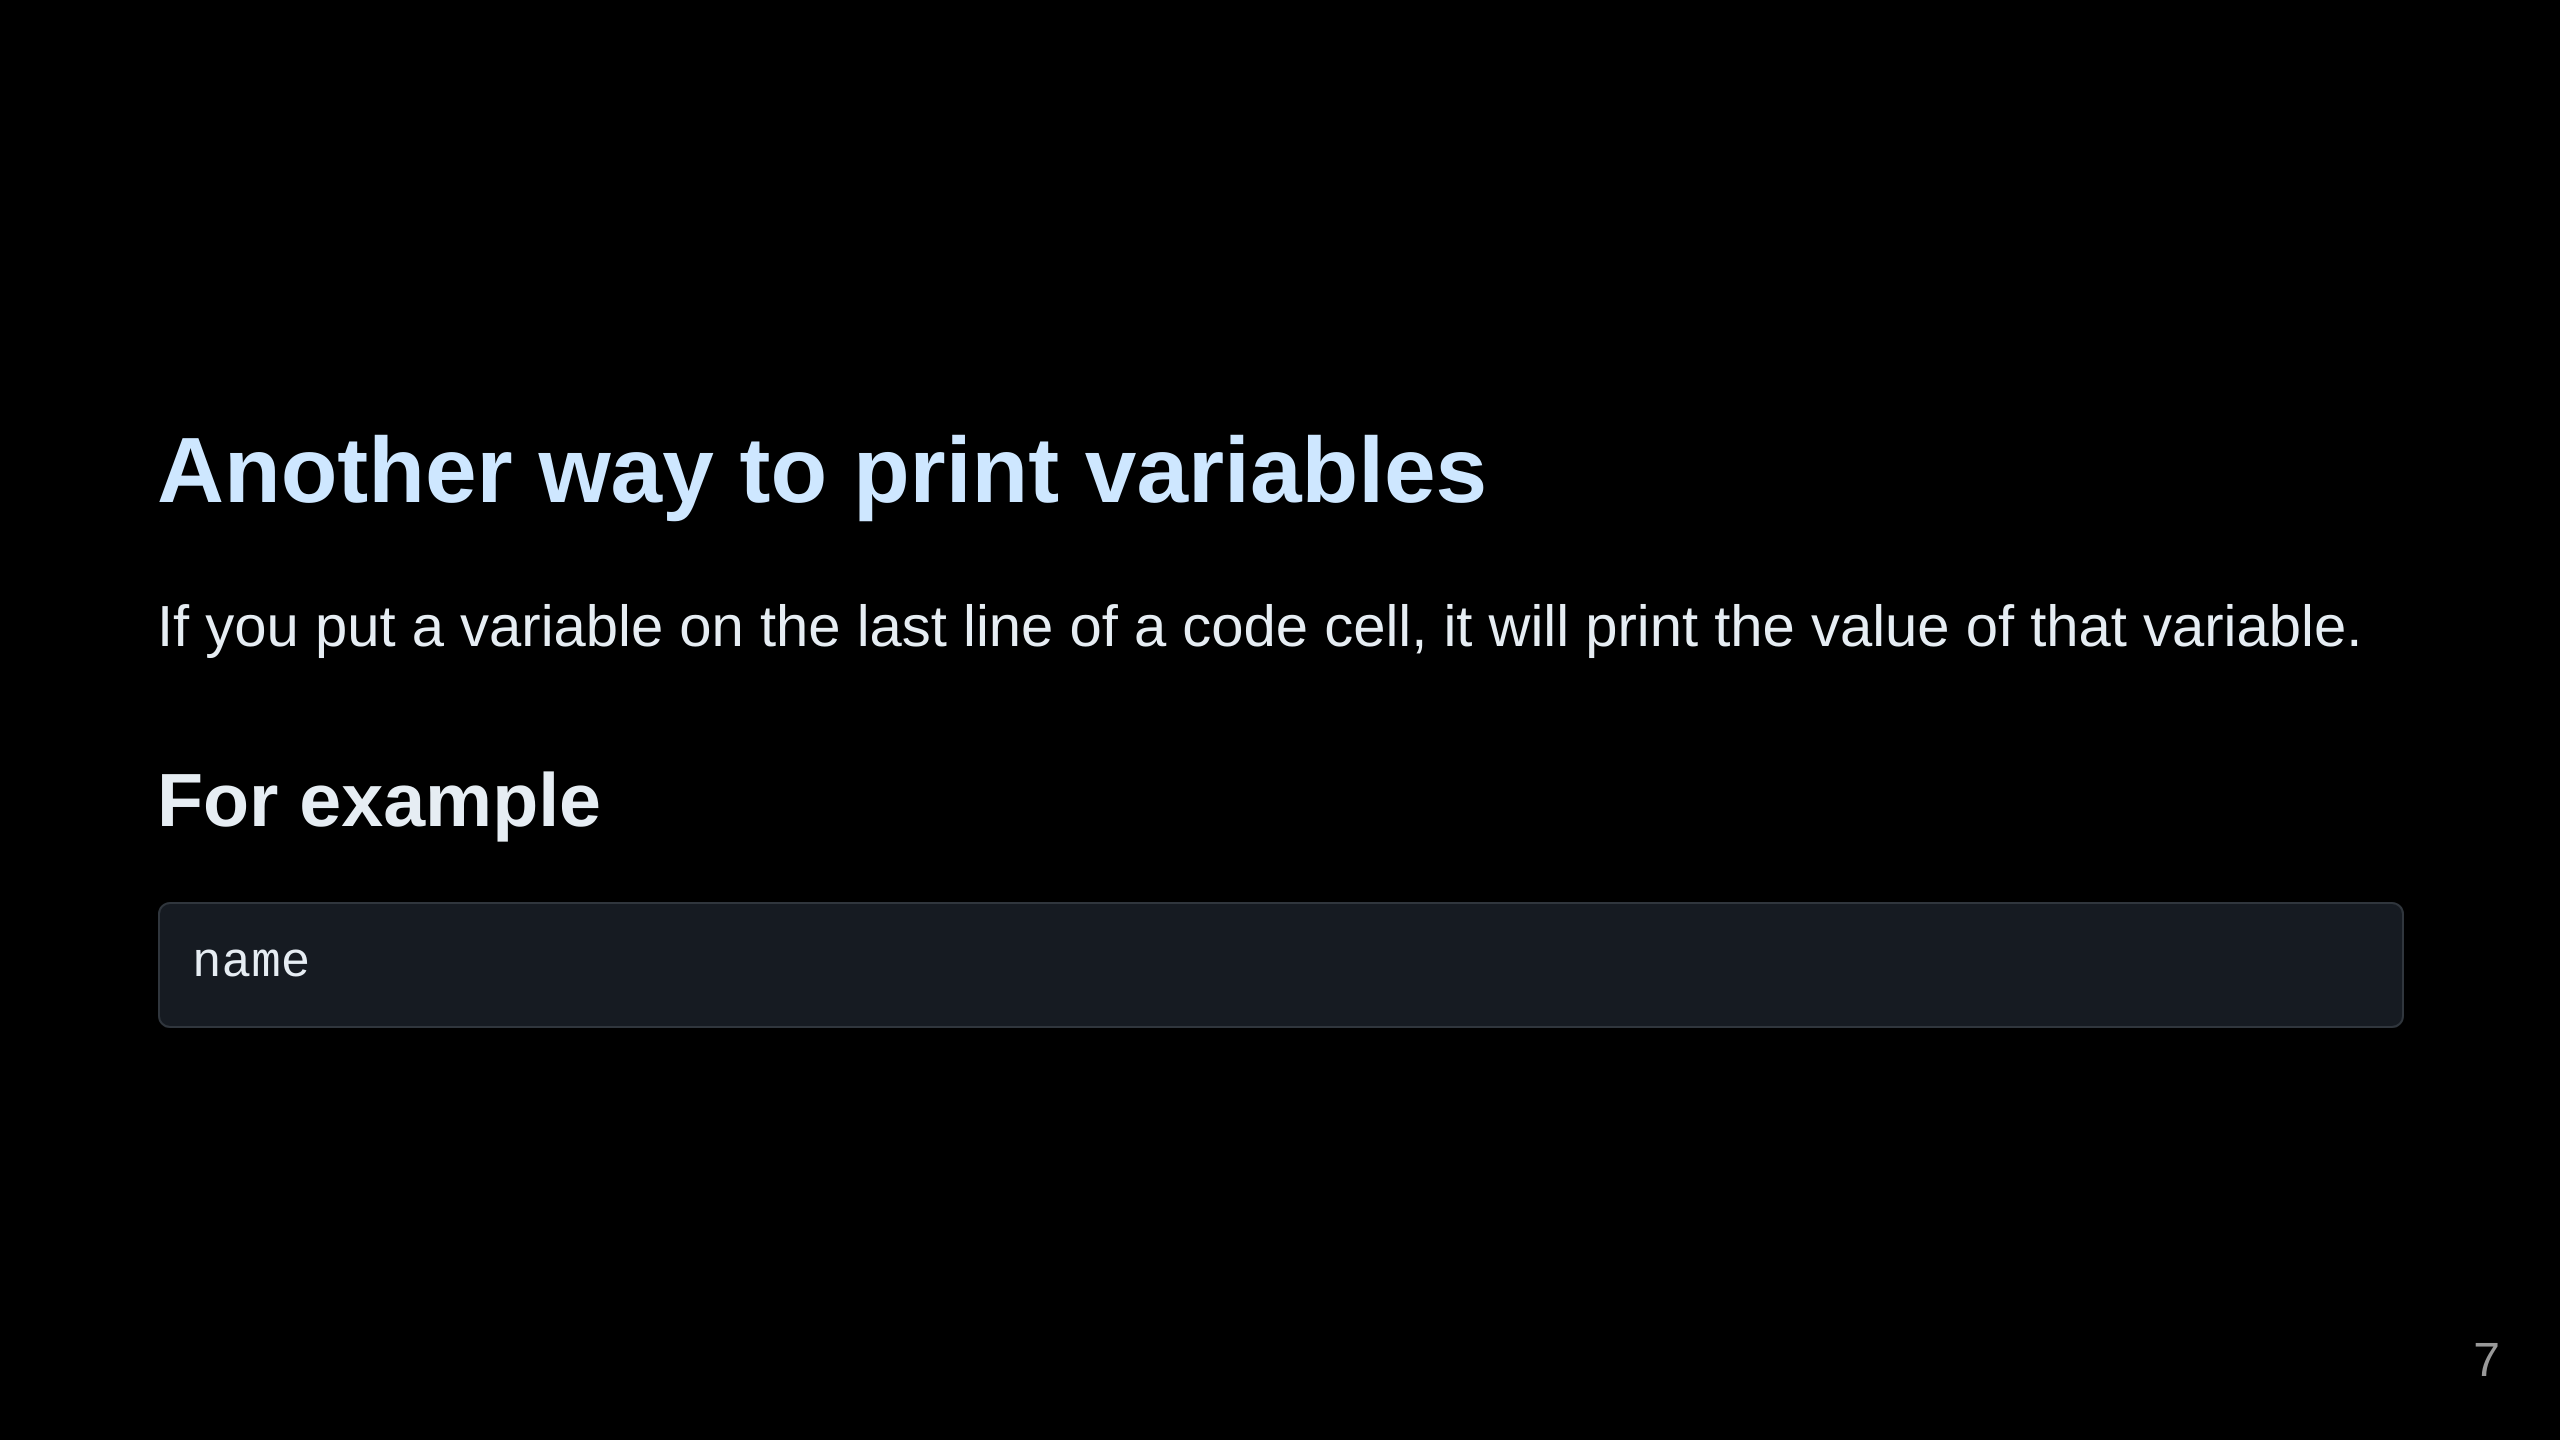 Another way to print variables
If you put a variable on the last line of a code cell, it will print the value of that variable.
For example
name
7